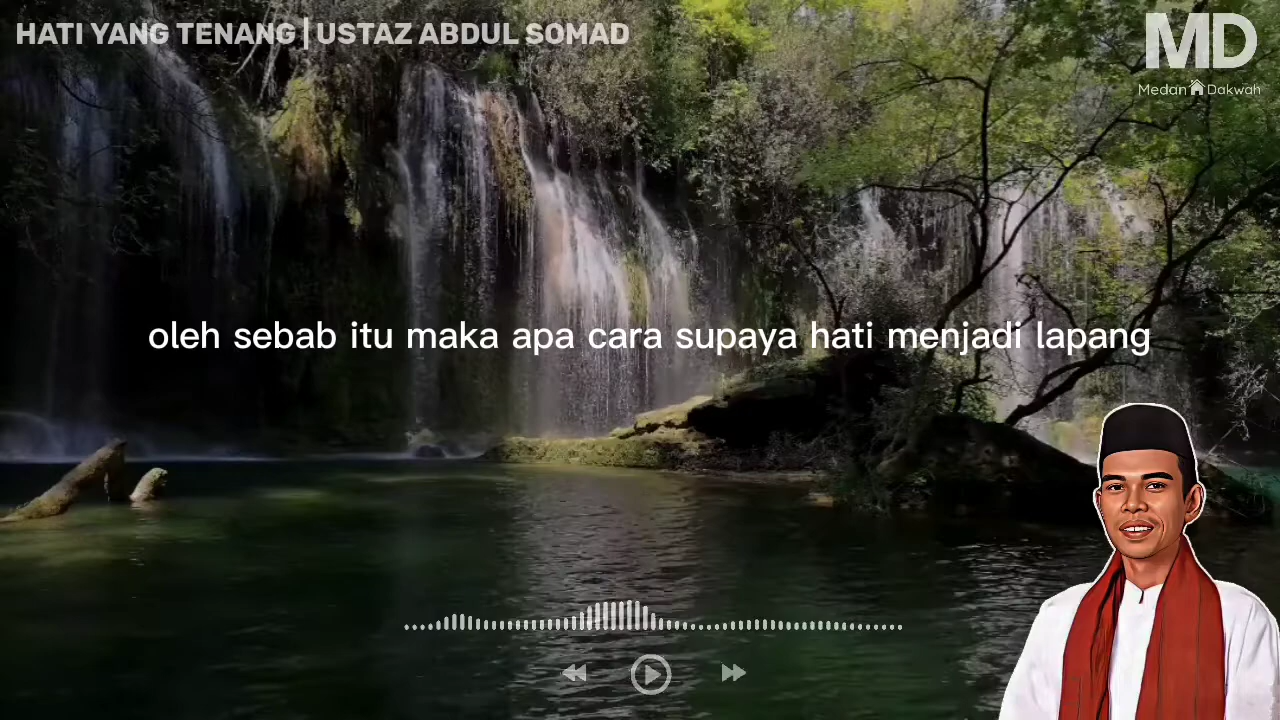 HATI YANG TENANG | USTAZ ABDUL SOMAD
MD
Medan Dakwah
oleh sebab itu maka apa cara supaya hati menjadi lapang